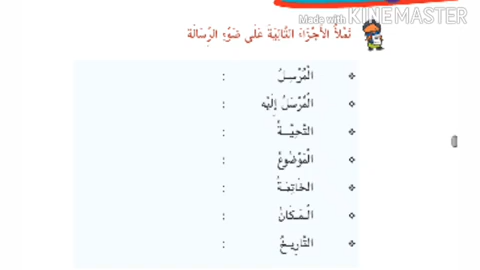 Made with KINEMASTER
نَمْلَأُ الْأَجْزَاءَ التَّالِيَةَ عَلَى ضَوْءِ الرِّسَالَة
❖ الْمُرْسِلُ :
❖ الْمُرْسَلُ إِلَيْهِ :
❖ التَّحِيَّةُ :
❖ الْمَوْضُوعُ :
❖ الخَاتِمَةُ :
❖ الْمَكَانُ :
❖ التَّارِيخُ :